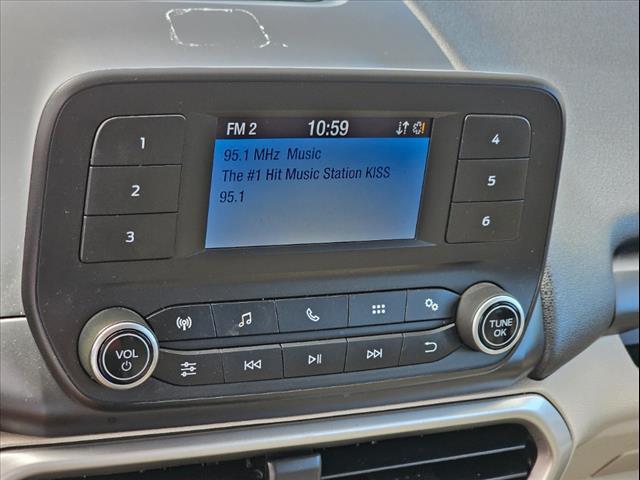 FM 2 10:59
95.1 MHz Music
The #1 Hit Music Station KISS
95.1
1
2
3
4
5
6
VOL
TUNE
OK